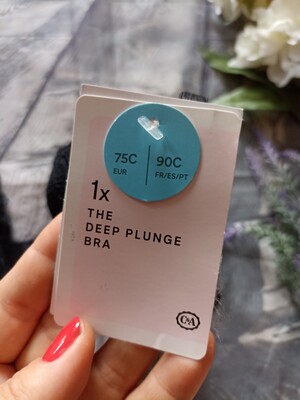 75C | 90C
EUR | FR/ES/PT
1x
THE
DEEP PLUNGE
BRA
C&A